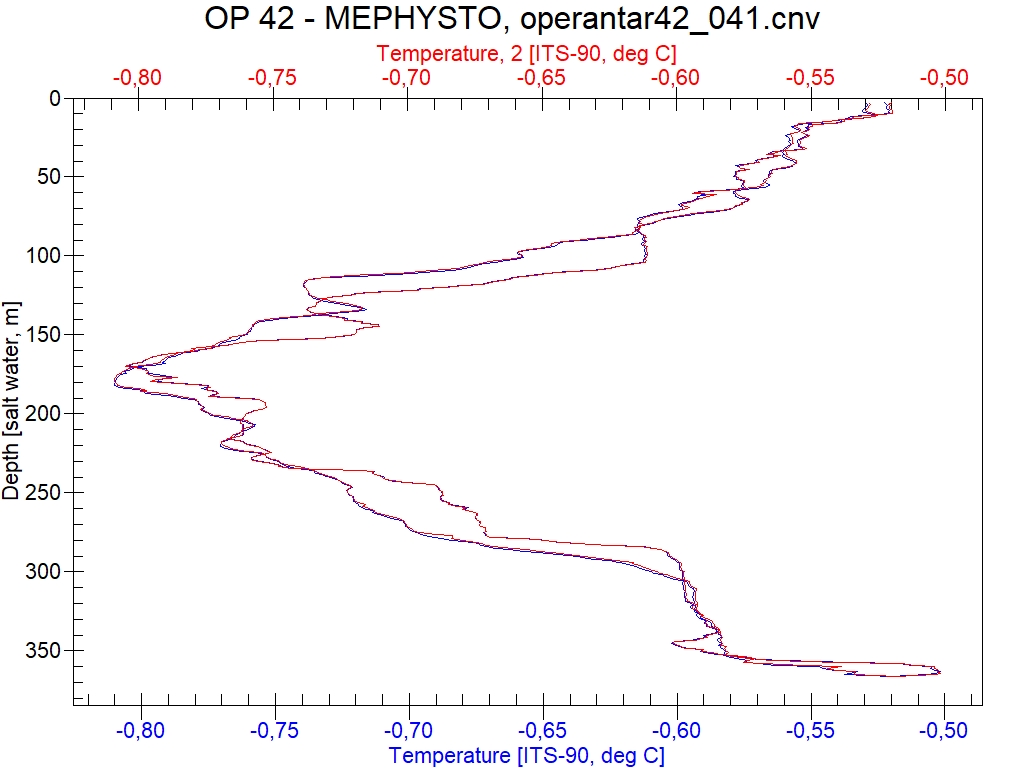 OP 42 - MEPHYSTO, operantar42_041.cnv
Temperature, 2 [ITS-90, deg C]
-0,80 -0,75 -0,70 -0,65 -0,60 -0,55 -0,50
0
50
100
150
200
250
300
350
Depth [salt water, m]
-0,80 -0,75 -0,70 -0,65 -0,60 -0,55 -0,50
Temperature [ITS-90, deg C]